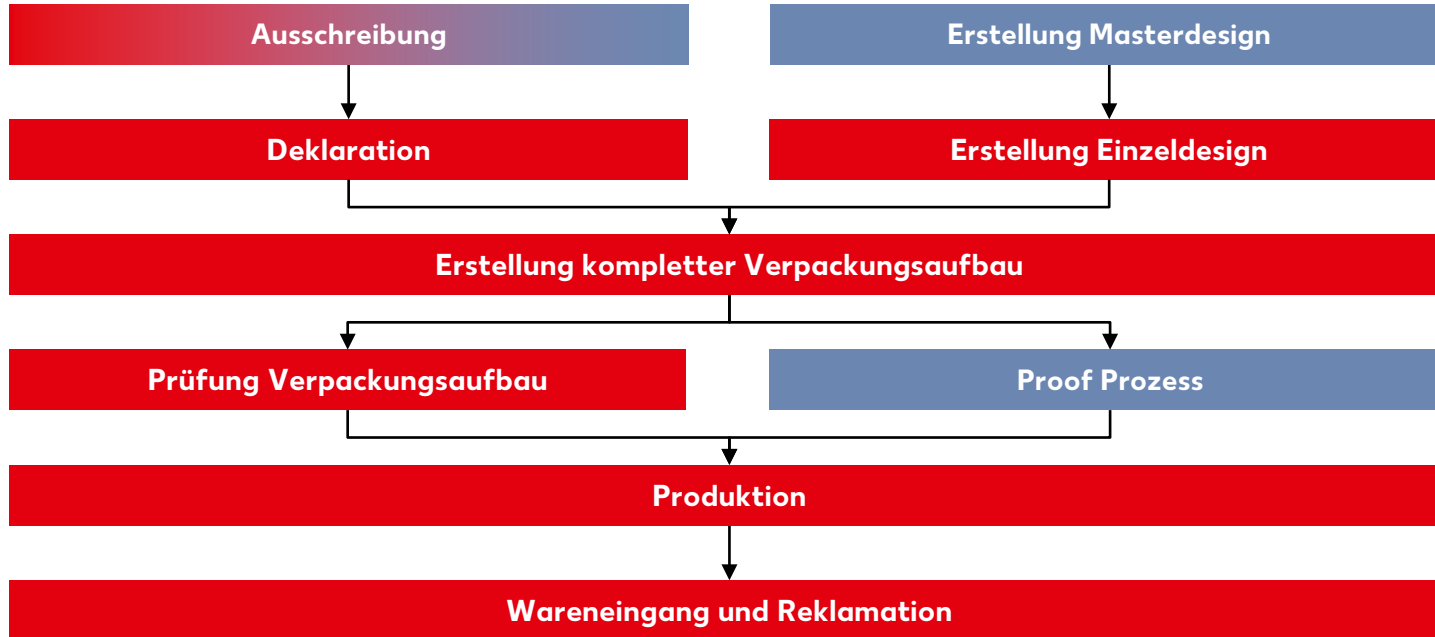 Ausschreibung
Erstellung Masterdesign
Deklaration
Erstellung Einzeldesign
Erstellung kompletter Verpackungsaufbau
Prüfung Verpackungsaufbau
Proof Prozess
Produktion
Wareneingang und Reklamation